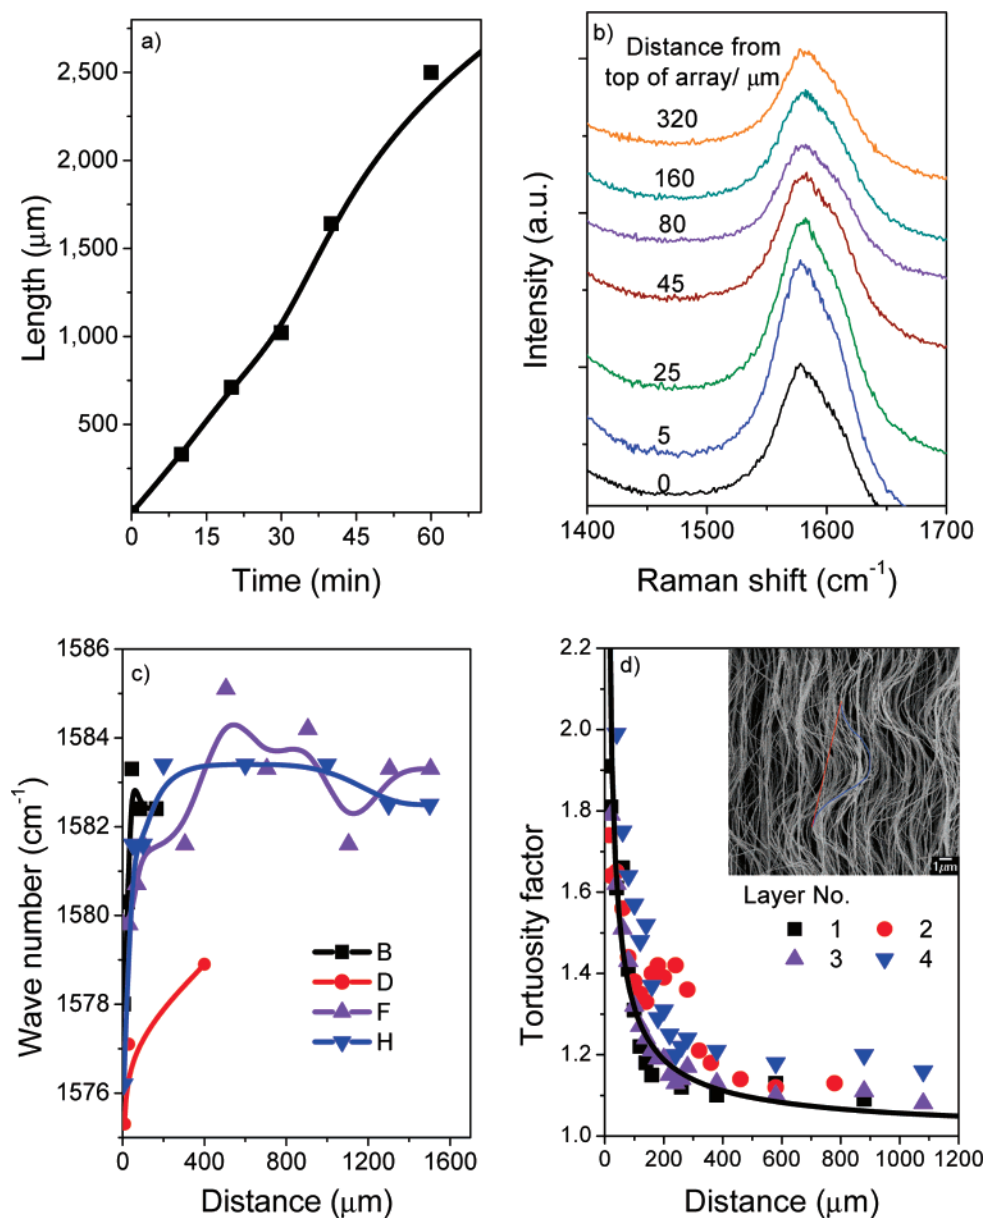 a)
2,500
2,000
1,500
1,000
500
Length (μm)
0 15 30 45 60
Time (min)
b)
Distance from
top of array/ μm
320
160
80
45
25
5
0
Intensity (a.u.)
1400 1500 1600 1700
Raman shift (cm⁻¹)
c)
1586
1584
1582
1580
1578
1576
Wave number (cm⁻¹)
B
D
F
H
0 400 800 1200 1600
Distance (μm)
d)
2.2
2.0
1.8
1.6
1.4
1.2
1.0
Tortuosity factor
1μm
Layer No.
1 2
3 4
0 200 400 600 800 1000 1200
Distance (μm)